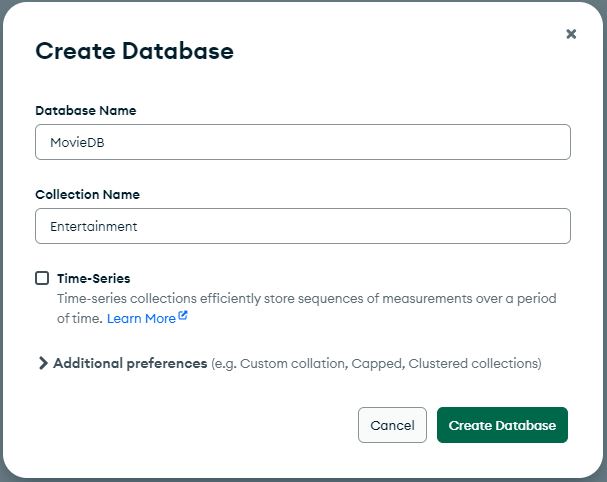 Create Database
Database Name
MovieDB
Collection Name
Entertainment
Time-Series
Time-series collections efficiently store sequences of measurements over a period
of time. Learn More
Additional preferences (e.g. Custom collation, Capped, Clustered collections)
Cancel Create Database